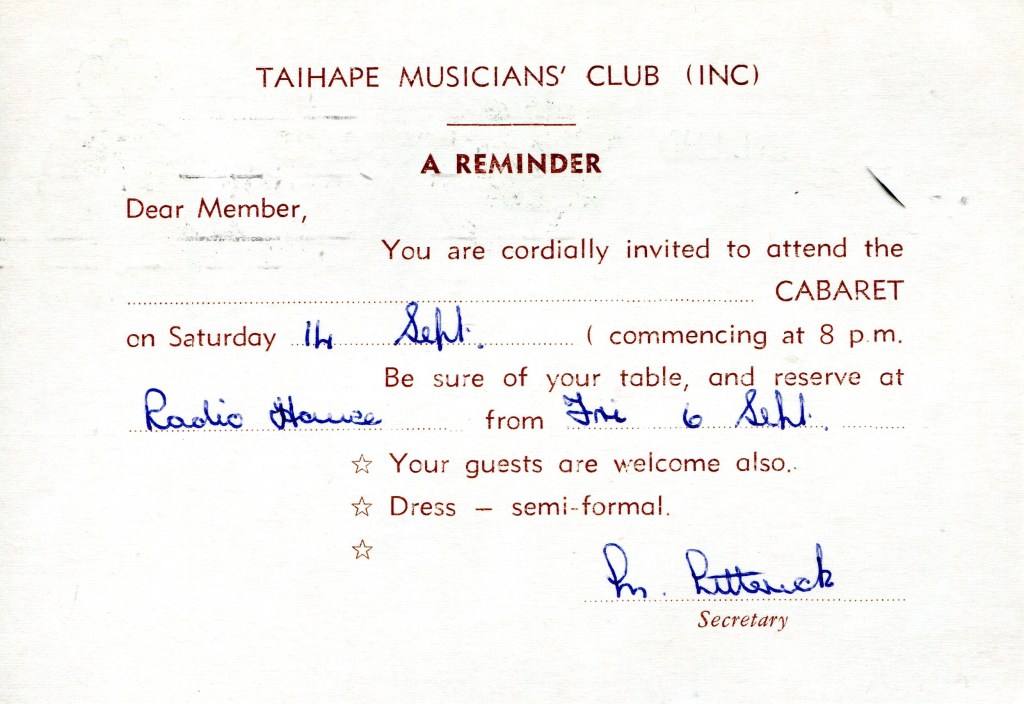 TAIHAPE MUSICIANS' CLUB (INC)
A REMINDER
Dear Member,
You are cordially invited to attend the
CABARET
on Saturday 14 Sept. ( commencing at 8 p.m.
Be sure of your table, and reserve at
Radio House from Fri 6 Sept.
☆ Your guests are welcome also.
☆ Dress – semi-formal.
☆
Secretary